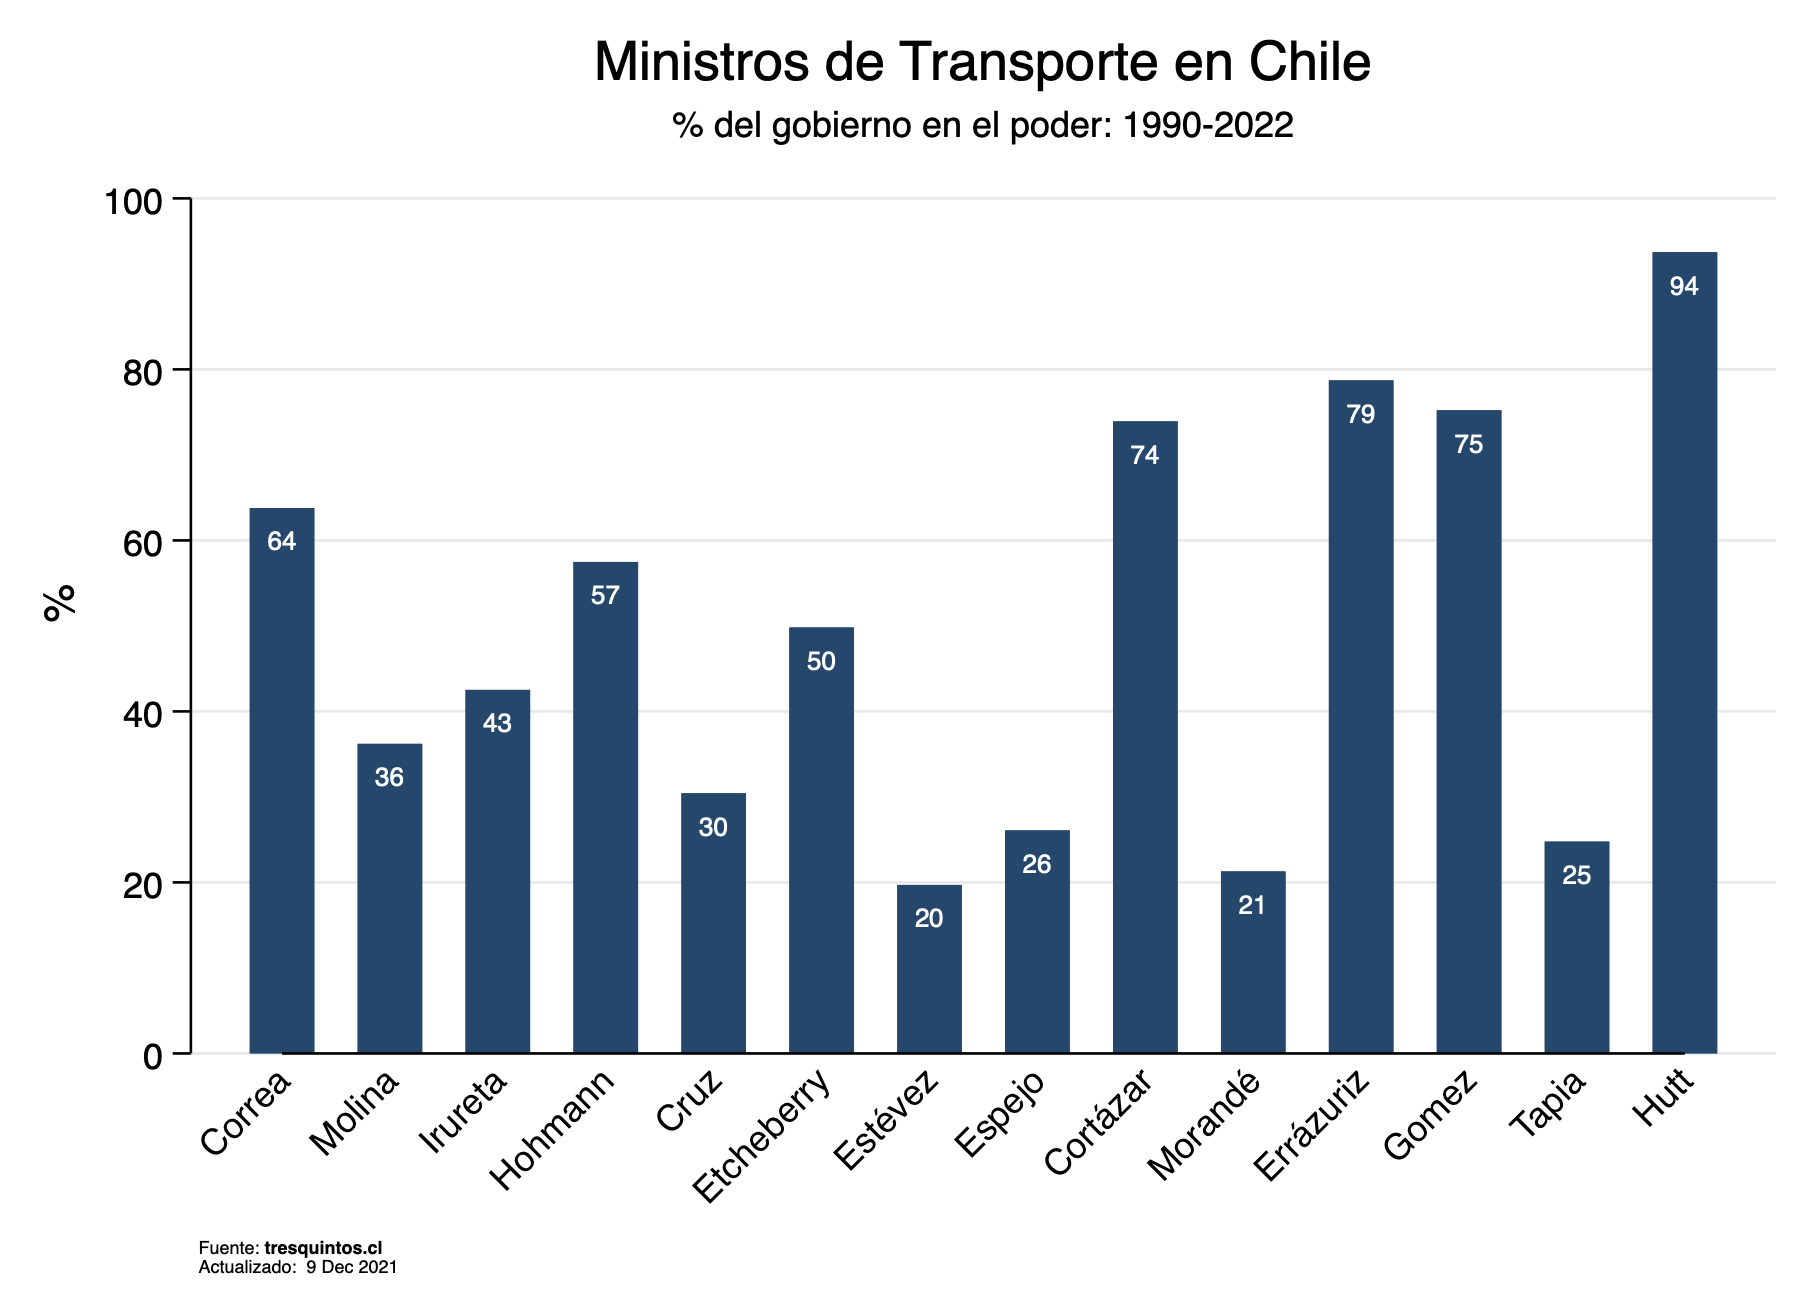 Ministros de Transporte en Chile
% del gobierno en el poder: 1990-2022
100
80
60
40
20
0
%
64
36
43
57
30
50
20
26
74
21
79
75
25
94
Correa
Molina
Irureta
Hohmann
Cruz
Etcheberry
Estévez
Espejo
Cortázar
Morandé
Errázuriz
Gomez
Tapia
Hutt
Fuente: tresquintos.cl
Actualizado:  9 Dec 2021